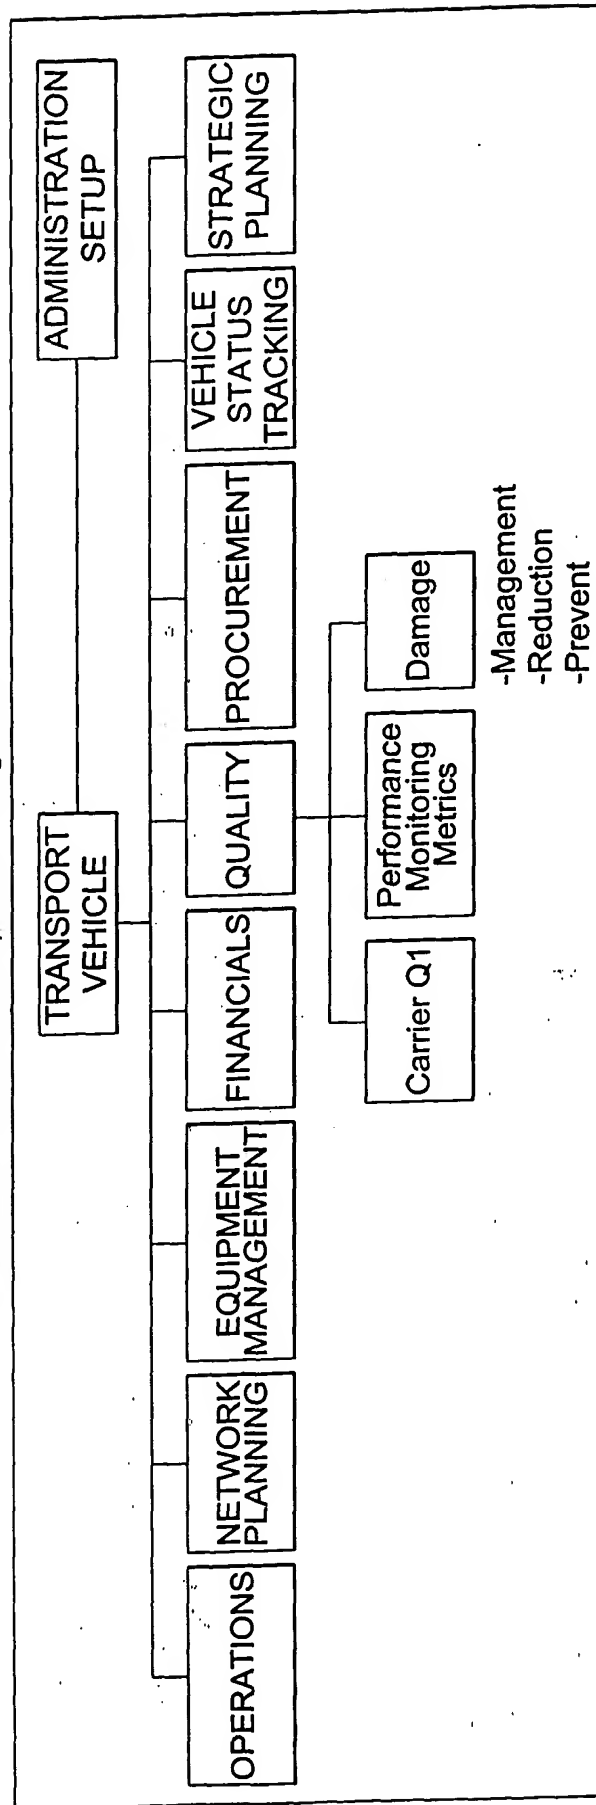 TRANSPORT
VEHICLE
ADMINISTRATION
SETUP
OPERATIONS
NETWORK
PLANNING
EQUIPMENT
MANAGEMENT
FINANCIALS
QUALITY
PROCUREMENT
VEHICLE
STATUS
TRACKING
STRATEGIC
PLANNING
Carrier Q1
Performance
Monitoring
Metrics
Damage
-Management
-Reduction
-Prevent